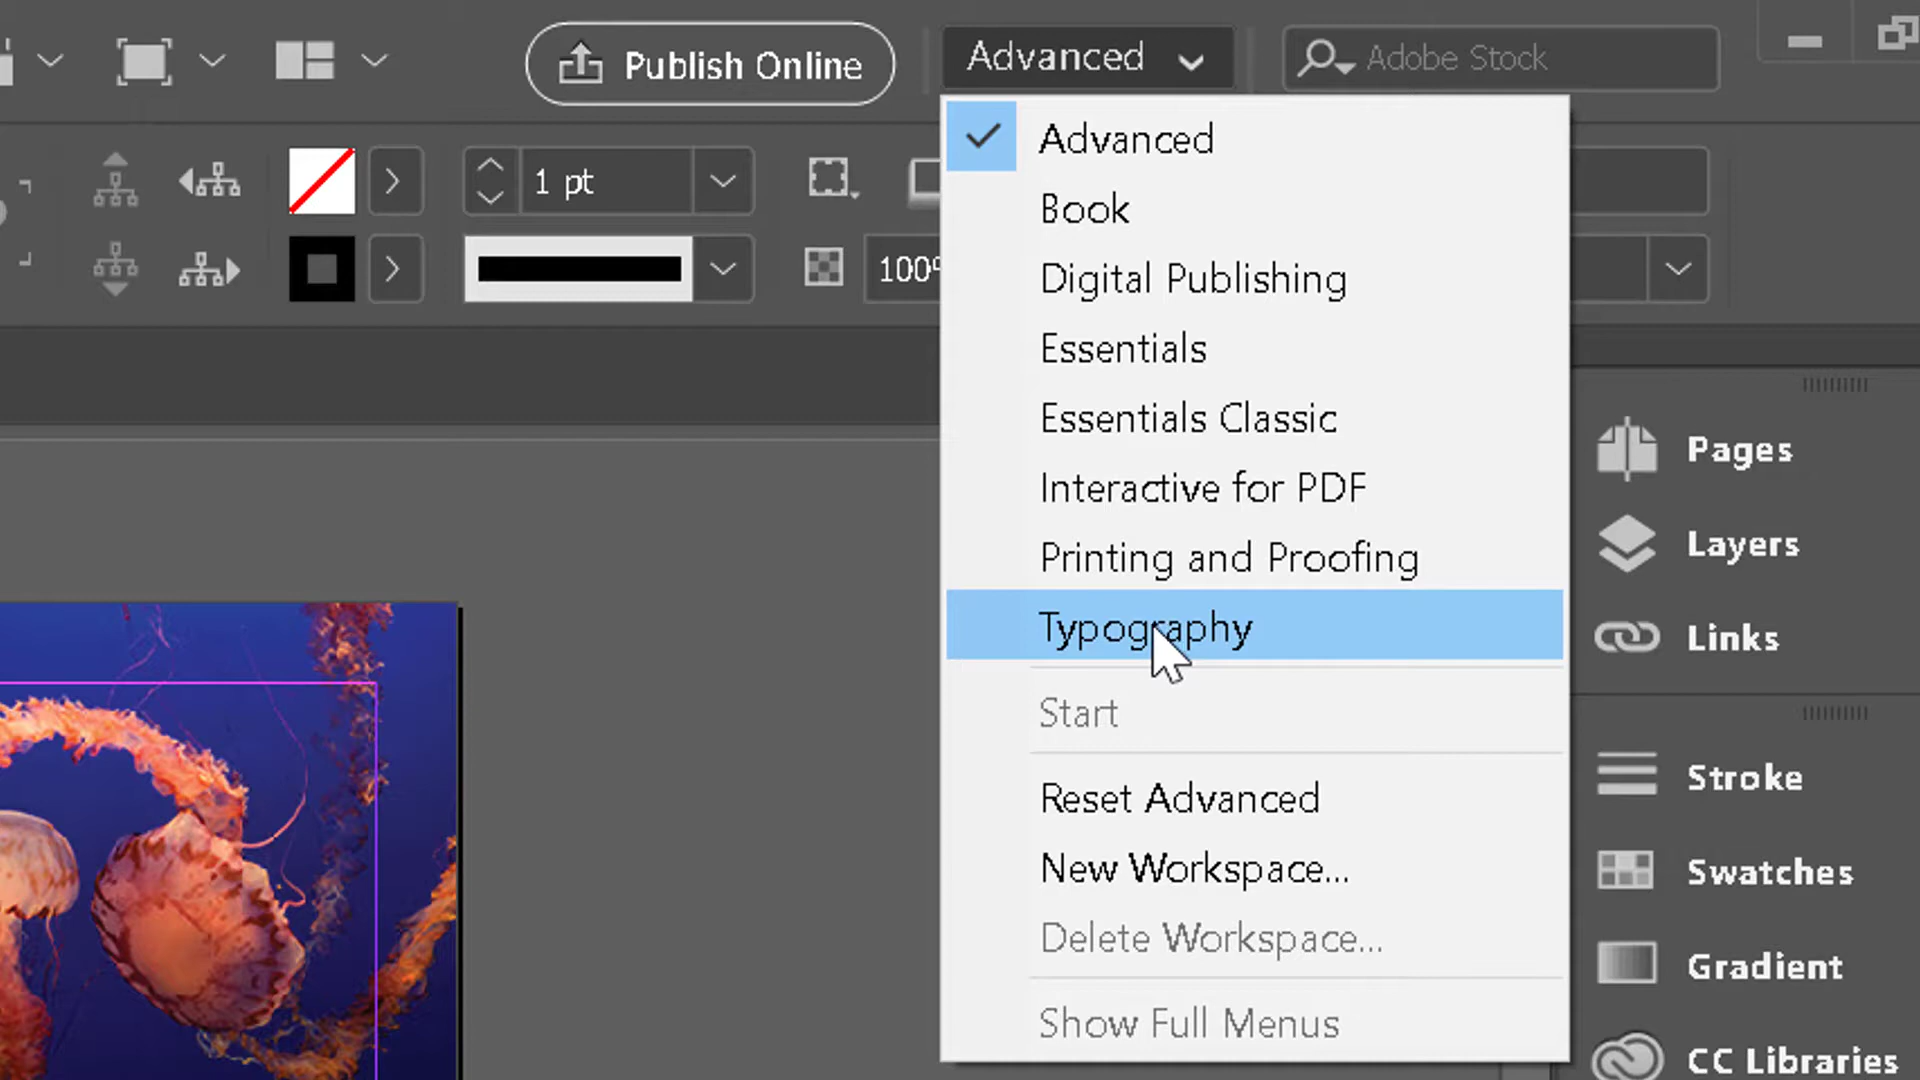 Publish Online
Advanced
Adobe Stock
1 pt
100%
Advanced
Book
Digital Publishing
Essentials
Essentials Classic
Interactive for PDF
Printing and Proofing
Typography
Start
Reset Advanced
New Workspace...
Delete Workspace...
Show Full Menus
Pages
Layers
Links
Stroke
Swatches
Gradient
CC Libraries